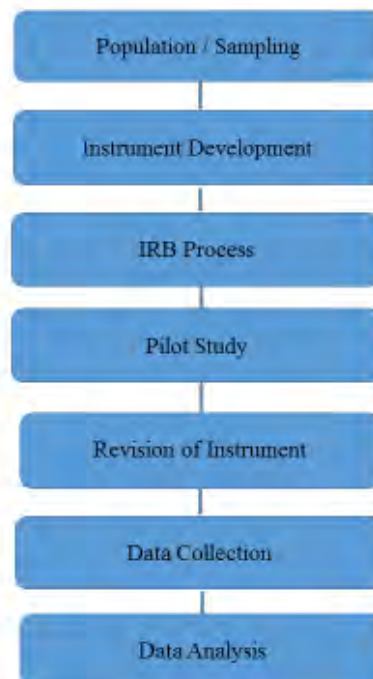 Population / Sampling
Instrument Development
IRB Process
Pilot Study
Revision of Instrument
Data Collection
Data Analysis